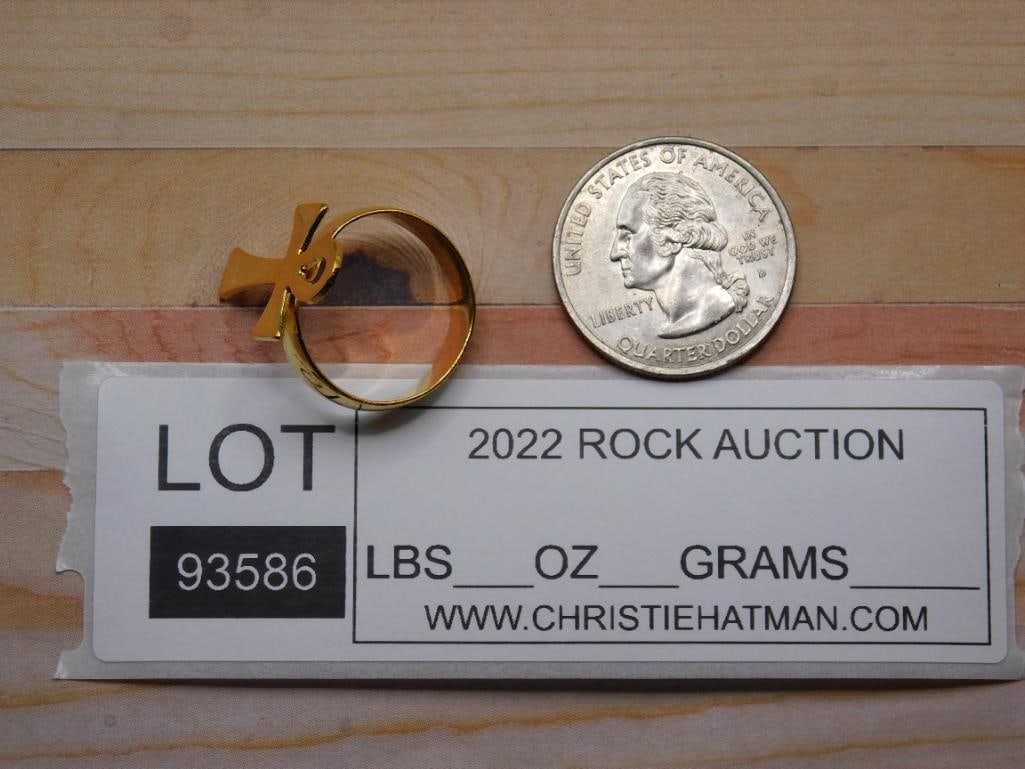 UNITED STATES OF AMERICA
IN
GOD WE
TRUST
D
LIBERTY
QUARTER DOLLAR
LOT
93586
2022 ROCK AUCTION
LBS___OZ___GRAMS_____
WWW.CHRISTIEHATMAN.COM